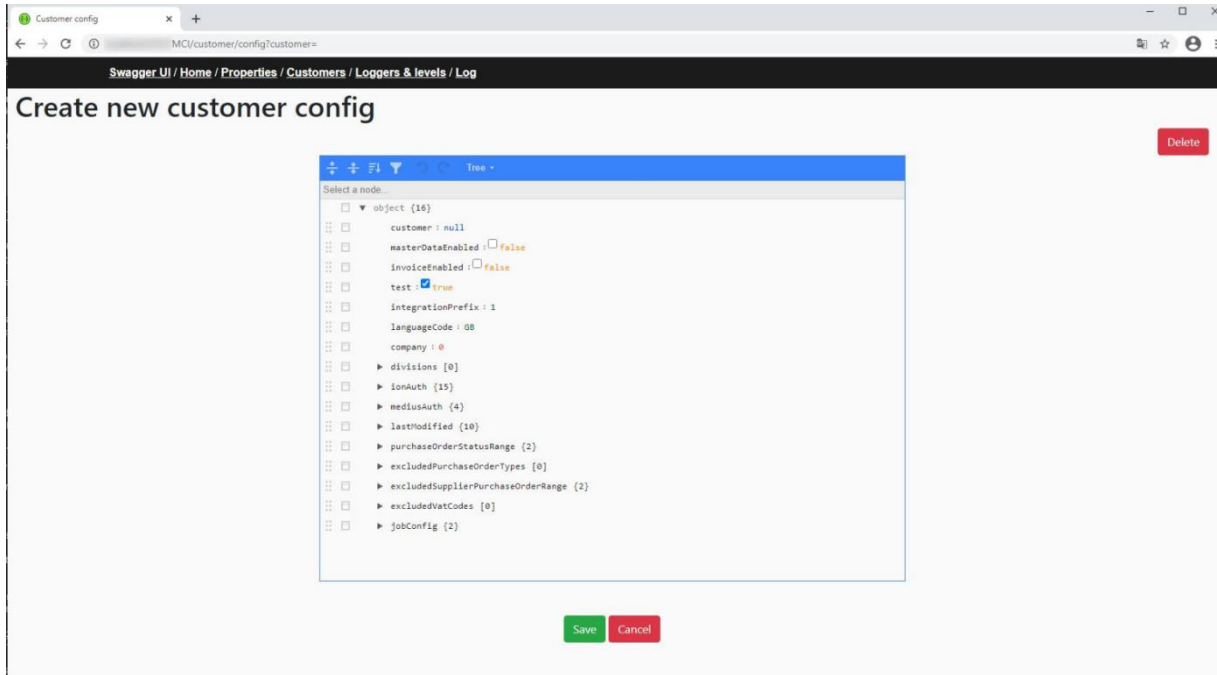 Customer config
MCI/customer/config?customer=
Swagger UI / Home / Properties / Customers / Loggers & levels / Log
Create new customer config
Delete
Tree
Select a node...
object {16}
customer : null
masterDataEnabled : false
invoiceEnabled : false
test : true
integrationPrefix : 1
languageCode : GB
company : 0
divisions [0]
ionAuth {15}
mediusAuth {4}
lastModified {10}
purchaseOrderStatusRange {2}
excludedPurchaseOrderTypes [0]
excludedSupplierPurchaseOrderRange {2}
excludedVatCodes [0]
jobConfig {2}
Save Cancel